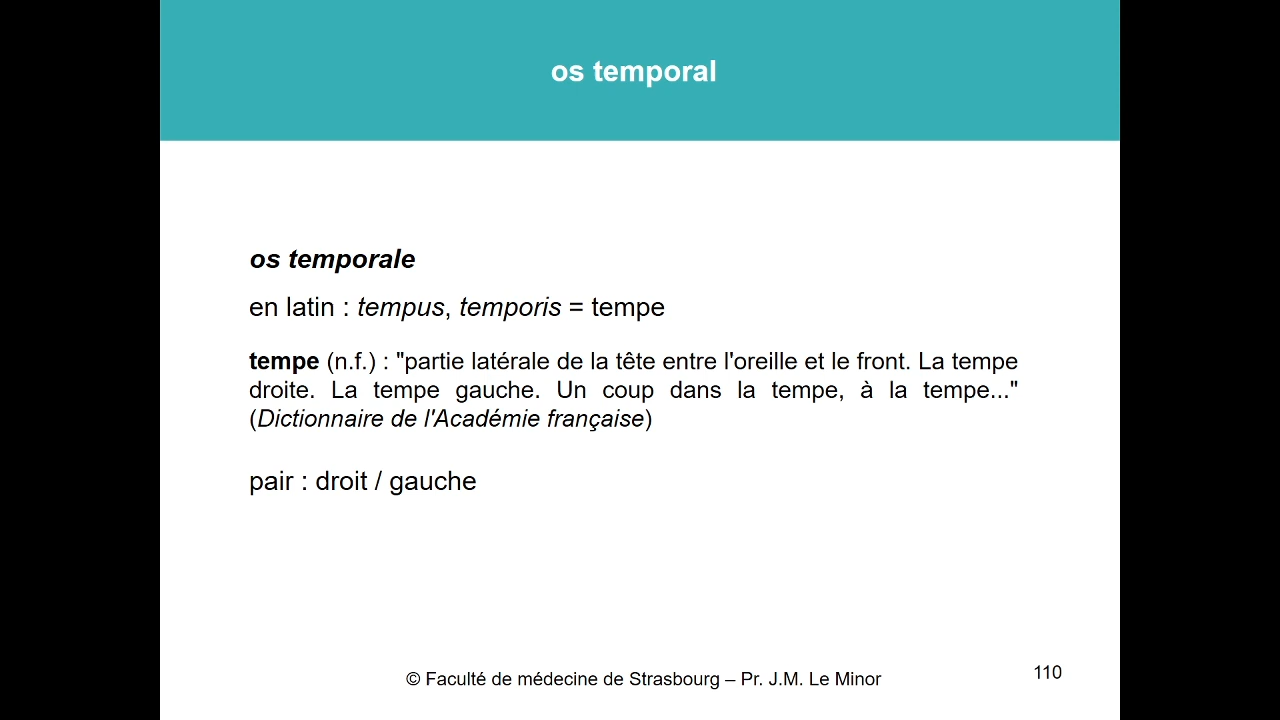 os temporal
os temporale
en latin : tempus, temporis = tempe
tempe (n.f.) : "partie latérale de la tête entre l'oreille et le front. La tempe
droite. La tempe gauche. Un coup dans la tempe, à la tempe..."
(Dictionnaire de l'Académie française)
pair : droit / gauche
© Faculté de médecine de Strasbourg – Pr. J.M. Le Minor
110